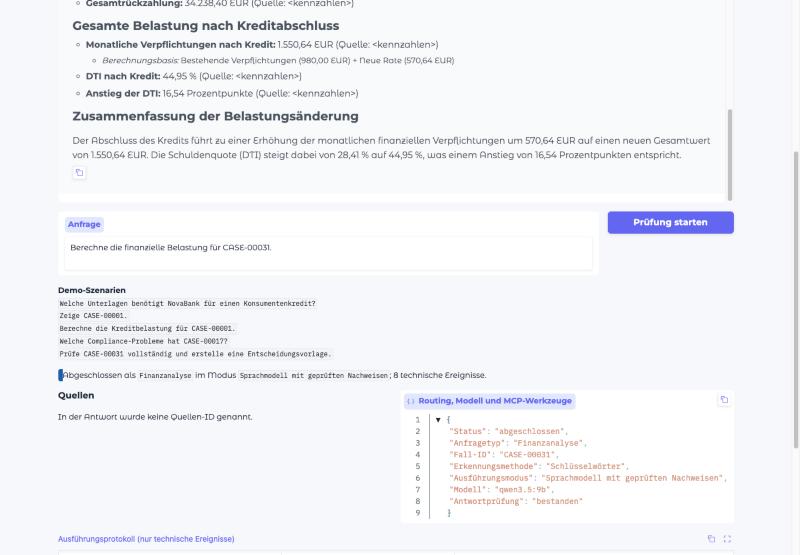 Gesamtrückzahlung: 34.238,40 EUR (Quelle: <kennzahlen>)
Gesamte Belastung nach Kreditabschluss
Monatliche Verpflichtungen nach Kredit: 1.550,64 EUR (Quelle: <kennzahlen>)
Berechnungsbasis: Bestehende Verpflichtungen (980,00 EUR) + Neue Rate (570,64 EUR)
DTI nach Kredit: 44,95 % (Quelle: <kennzahlen>)
Anstieg der DTI: 16,54 Prozentpunkte (Quelle: <kennzahlen>)
Zusammenfassung der Belastungsänderung
Der Abschluss des Kredits führt zu einer Erhöhung der monatlichen finanziellen Verpflichtungen um 570,64 EUR auf einen neuen Gesamtwert
von 1.550,64 EUR. Die Schuldenquote (DTI) steigt dabei von 28,41 % auf 44,95 %, was einem Anstieg von 16,54 Prozentpunkten entspricht.
Anfrage
Prüfung starten
Berechne die finanzielle Belastung für CASE-00031.
Demo-Szenarien
Welche Unterlagen benötigt NovaBank für einen Konsumentenkredit?
Zeige CASE-00001.
Berechne die Kreditbelastung für CASE-00001.
Welche Compliance-Probleme hat CASE-00017?
Prüfe CASE-00031 vollständig und erstelle eine Entscheidungsvorlage.
Abgeschlossen als Finanzanalyse im Modus Sprachmodell mit geprüften Nachweisen; 8 technische Ereignisse.
Quellen
In der Antwort wurde keine Quellen-ID genannt.
{} Routing, Modell und MCP-Werkzeuge
1 ▼ {
2 "Status": "abgeschlossen",
3 "Anfragetyp": "Finanzanalyse",
4 "Fall-ID": "CASE-00031",
5 "Erkennungsmethode": "Schlüsselwörter",
6 "Ausführungsmodus": "Sprachmodell mit geprüften Nachweisen",
7 "Modell": "qwen3.5:9b",
8 "Antwortprüfung": "bestanden"
9 }
Ausführungsprotokoll (nur technische Ereignisse)